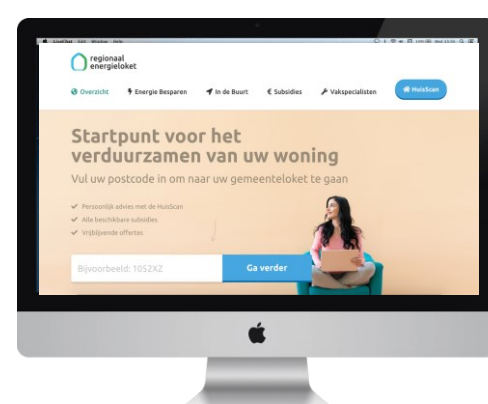 regionaal
energieloket
Overzicht Energie Besparen In de Buurt € Subsidies Vakspecialisten HuisScan
Startpunt voor het
verduurzamen van uw woning
Vul uw postcode in om naar uw gemeenteloket te gaan
Persoonlijk advies met de HuisScan
Alle beschikbare subsidies
Vrijblijvende offertes
Bijvoorbeeld: 1052XZ Ga verder